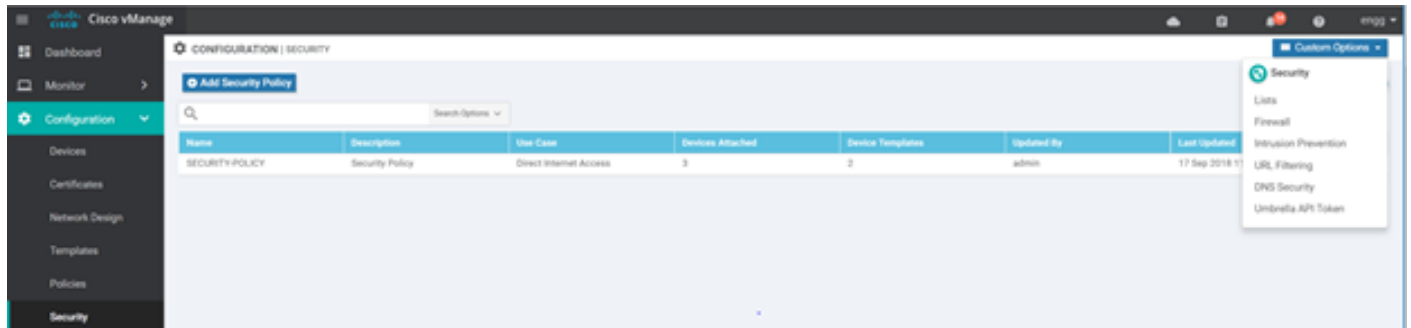 CISCO Cisco vManage
engg
Dashboard
CONFIGURATION | SECURITY
Custom Options
Monitor
Add Security Policy
Security
Configuration
Search Options
Lists
Firewall
Name Description Use Case Devices Attached Device Templates Updated By Last Updated
Intrusion Prevention
Devices
SECURITY-POLICY Security Policy Direct Internet Access 3 2 admin 17 Sep 2018
URL Filtering
Certificates
DNS Security
Network Design
Umbrella API Token
Templates
Policies
Security